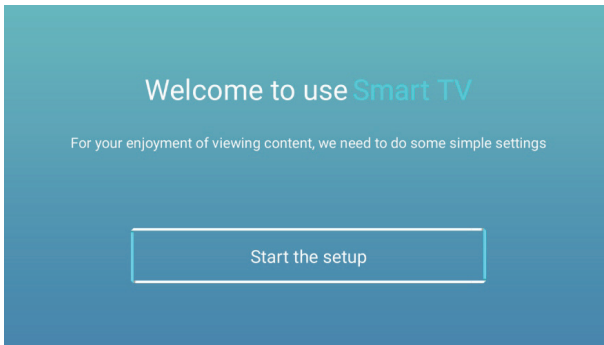 Welcome to use Smart TV
For your enjoyment of viewing content, we need to do some simple settings
Start the setup